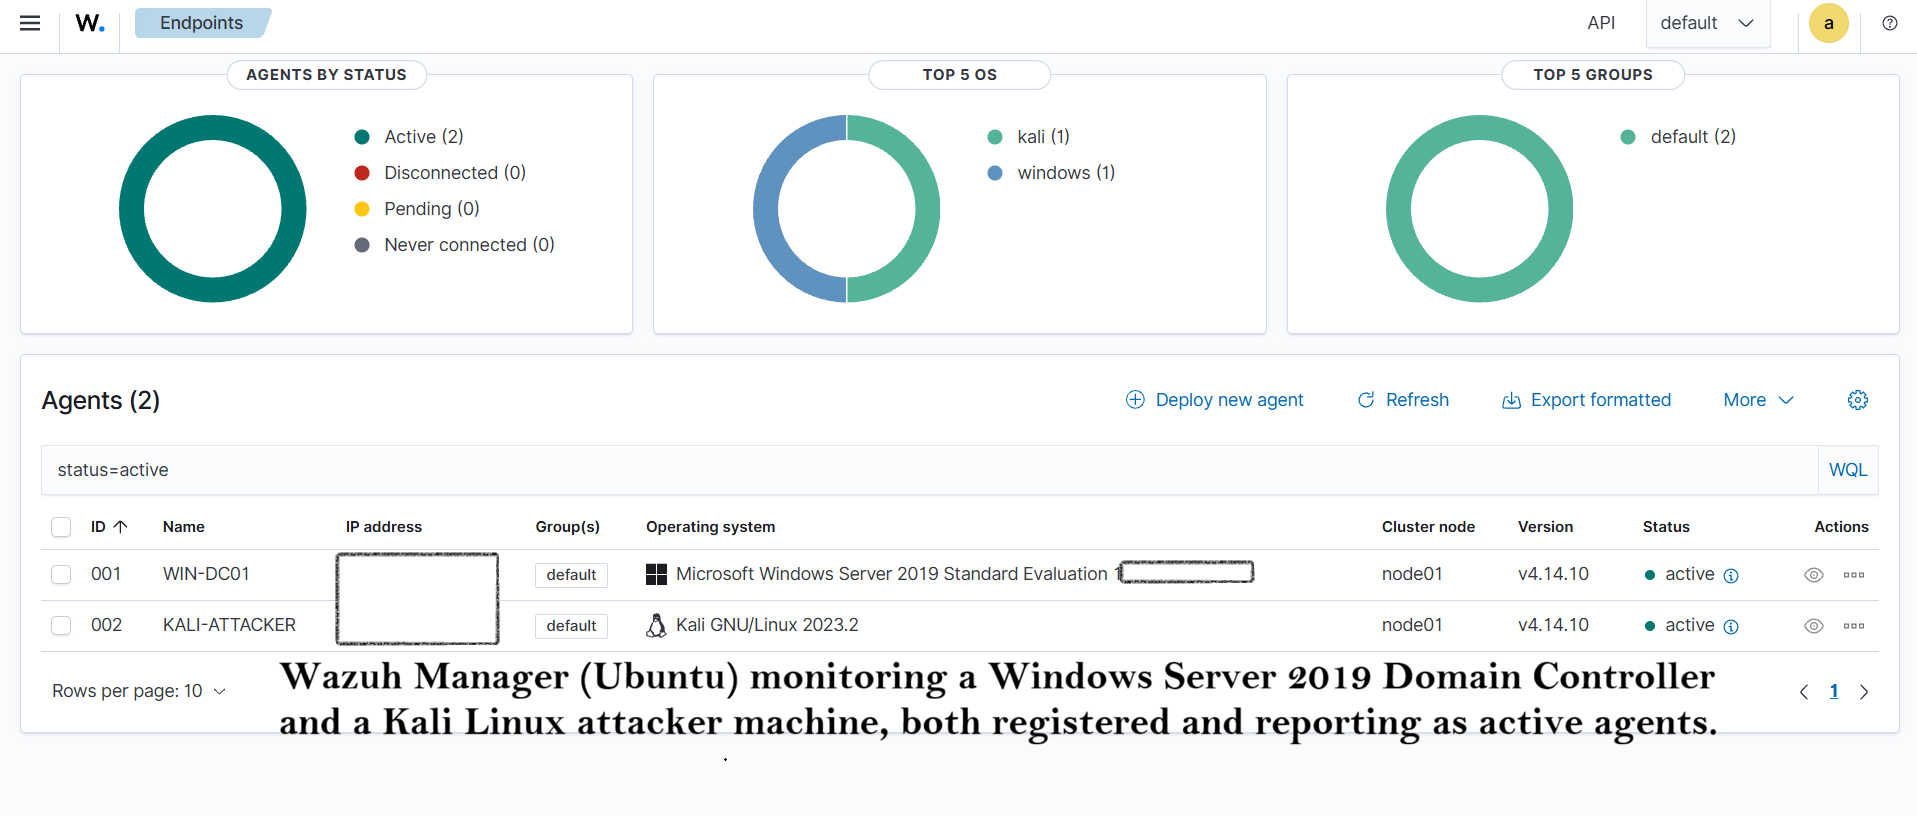 W. Endpoints API default a
AGENTS BY STATUS
Active (2)
Disconnected (0)
Pending (0)
Never connected (0)
TOP 5 OS
kali (1)
windows (1)
TOP 5 GROUPS
default (2)
Agents (2) Deploy new agent Refresh Export formatted More
status=active WQL
ID Name IP address Group(s) Operating system Cluster node Version Status Actions
001 WIN-DC01 default Microsoft Windows Server 2019 Standard Evaluation 1 node01 v4.14.10 active
002 KALI-ATTACKER default Kali GNU/Linux 2023.2 node01 v4.14.10 active
Rows per page: 10 1
Wazuh Manager (Ubuntu) monitoring a Windows Server 2019 Domain Controller
and a Kali Linux attacker machine, both registered and reporting as active agents.
.